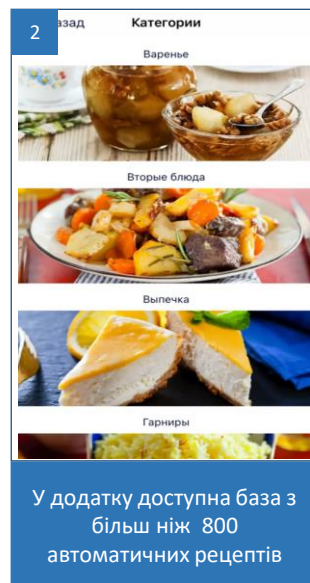 2
азад Категории
Варенье
Вторые блюда
Выпечка
Гарниры
У додатку доступна база з
більш ніж 800
автоматичних рецептів